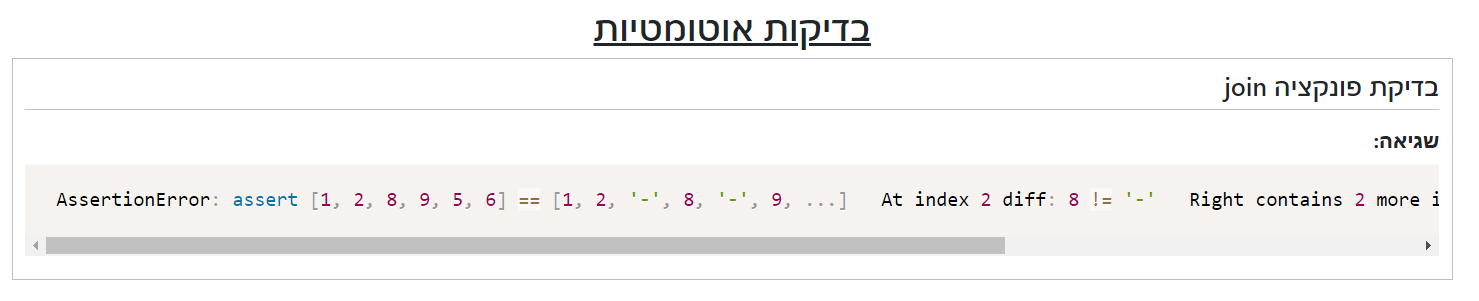 בדיקות אוטומטיות
בדיקת פונקציה join
שגיאה:
AssertionError: assert [1, 2, 8, 9, 5, 6] == [1, 2, '-', 8, '-', 9, ...]   At index 2 diff: 8 != '-'   Right contains 2 more